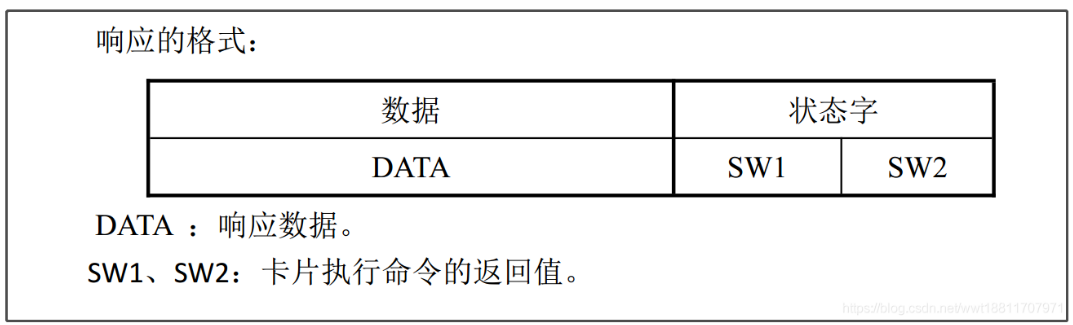 响应的格式:
数据 状态字
DATA SW1 SW2
DATA ：响应数据。
SW1、SW2：卡片执行命令的返回值。
https://blog.csdn.net/wwt18811707971